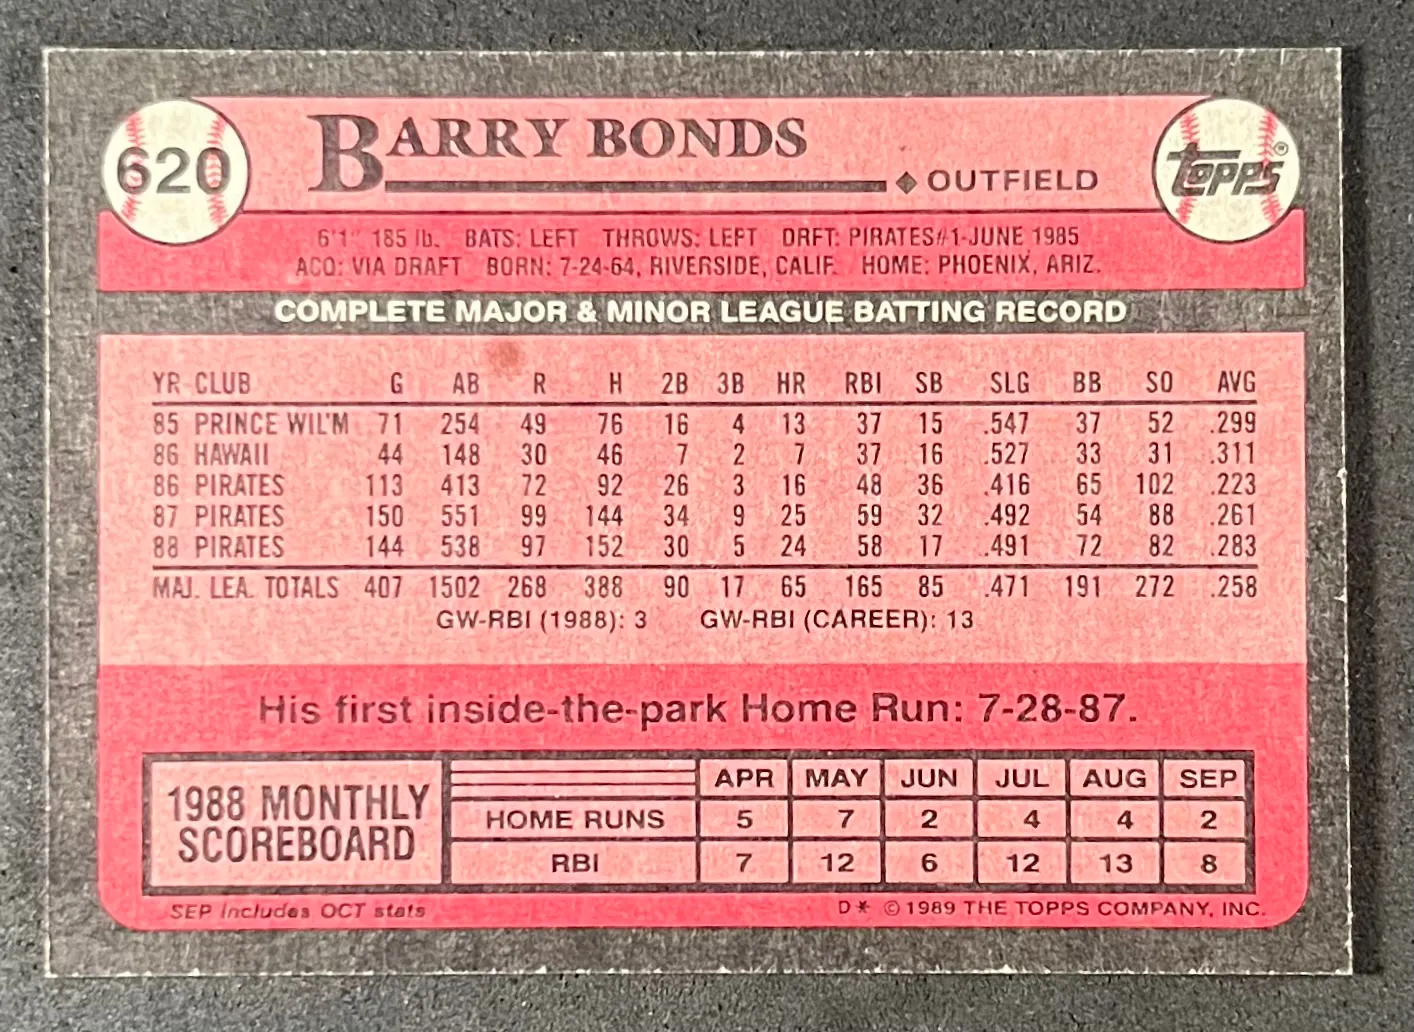 620
BARRY BONDS
◆ OUTFIELD
TOPPS®
6'1" 185 lb. BATS: LEFT THROWS: LEFT DRFT: PIRATES#1-JUNE 1985
ACQ: VIA DRAFT BORN: 7-24-64, RIVERSIDE, CALIF. HOME: PHOENIX, ARIZ.
COMPLETE MAJOR & MINOR LEAGUE BATTING RECORD
YR CLUB G AB R H 2B 3B HR RBI SB SLG BB SO AVG
85 PRINCE WIL'M 71 254 49 76 16 4 13 37 15 .547 37 52 .299
86 HAWAII 44 148 30 46 7 2 7 37 16 .527 33 31 .311
86 PIRATES 113 413 72 92 26 3 16 48 36 .416 65 102 .223
87 PIRATES 150 551 99 144 34 9 25 59 32 .492 54 88 .261
88 PIRATES 144 538 97 152 30 5 24 58 17 .491 72 82 .283
MAJ. LEA. TOTALS 407 1502 268 388 90 17 65 165 85 .471 191 272 .258
GW-RBI (1988): 3 GW-RBI (CAREER): 13
His first inside-the-park Home Run: 7-28-87.
1988 MONTHLY
SCOREBOARD
APR MAY JUN JUL AUG SEP
HOME RUNS 5 7 2 4 4 2
RBI 7 12 6 12 13 8
SEP includes OCT stats
D* © 1989 THE TOPPS COMPANY, INC.